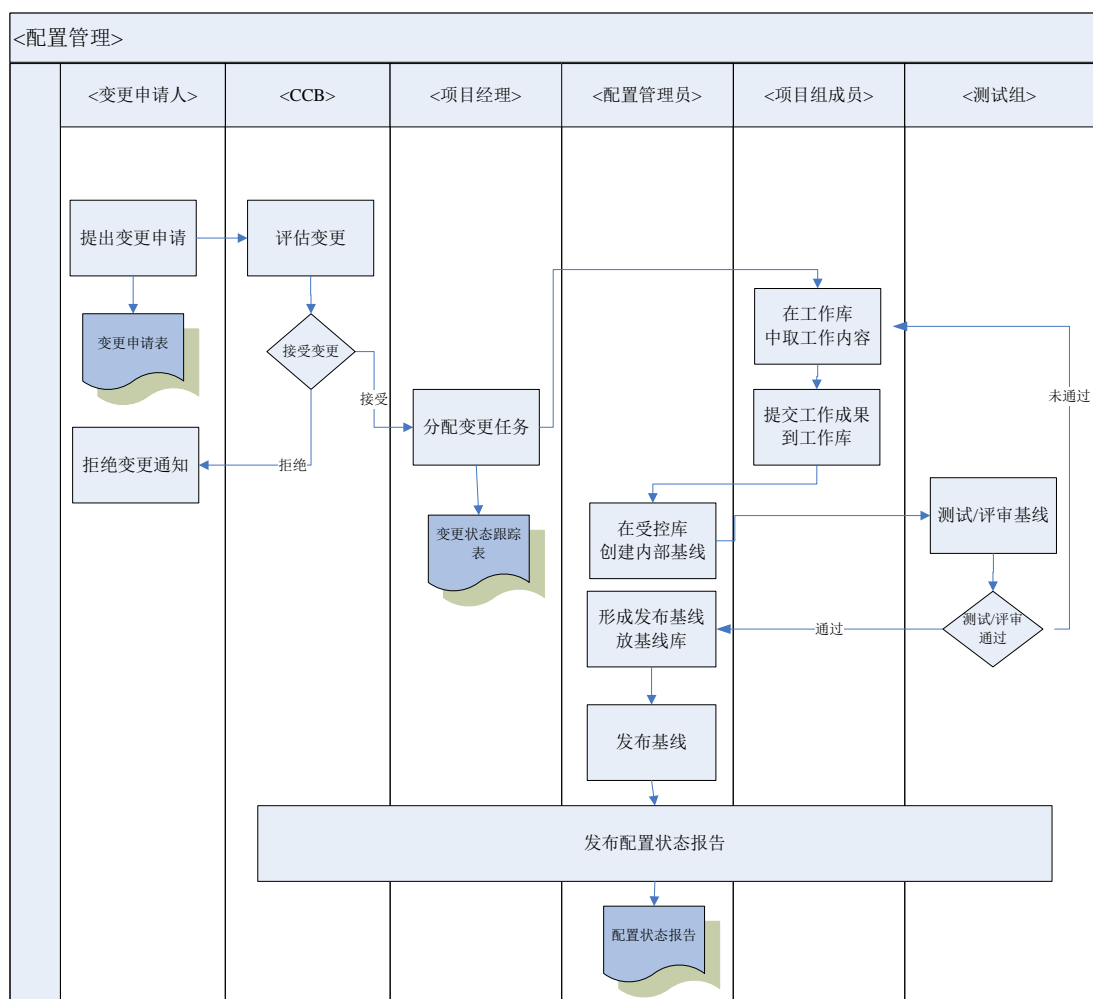 <配置管理>
<变更申请人>
<CCB>
<项目经理>
<配置管理员>
<项目组成员>
<测试组>
提出变更申请
评估变更
在工作库
中取工作内容
变更申请表
接受变更
接受
未通过
分配变更任务
提交工作成果
到工作库
拒绝变更通知
拒绝
变更状态跟踪
表
在受控库
创建内部基线
测试/评审基线
形成发布基线
放基线库
通过
测试/评审
通过
发布基线
发布配置状态报告
配置状态报告